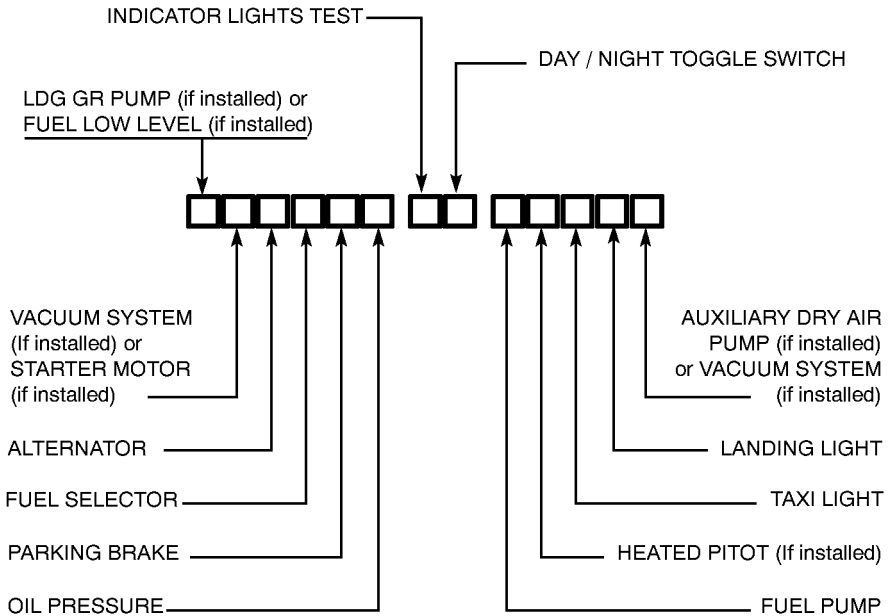 INDICATOR LIGHTS TEST
DAY / NIGHT TOGGLE SWITCH
LDG GR PUMP (if installed) or
FUEL LOW LEVEL (if installed)
VACUUM SYSTEM
(If installed) or
STARTER MOTOR
(if installed)
AUXILIARY DRY AIR
PUMP (if installed)
or VACUUM SYSTEM
(if installed)
ALTERNATOR
LANDING LIGHT
FUEL SELECTOR
TAXI LIGHT
PARKING BRAKE
HEATED PITOT (If installed)
OIL PRESSURE
FUEL PUMP